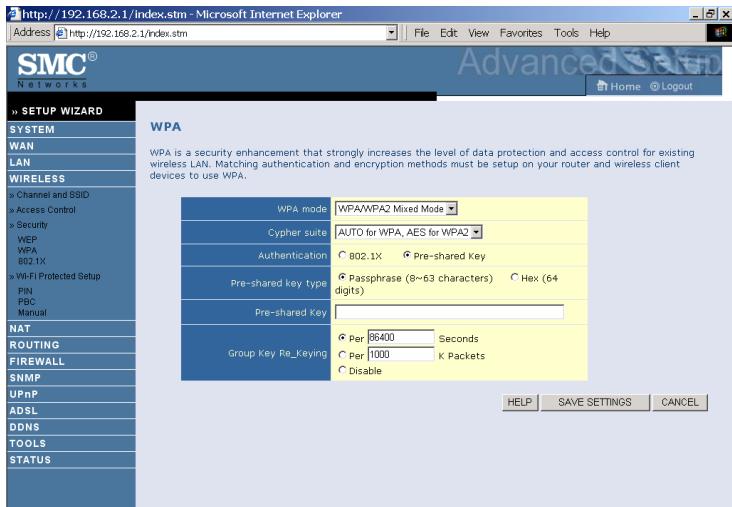 http://192.168.2.1/index.stm - Microsoft Internet Explorer
Address http://192.168.2.1/index.stm File Edit View Favorites Tools Help
SMC®
Networks
Advanced Setup
Home Logout
» SETUP WIZARD
SYSTEM
WAN
LAN
WIRELESS
» Channel and SSID
» Access Control
» Security
WEP
WPA
802.1X
» Wi-Fi Protected Setup
PIN
PBC
Manual
NAT
ROUTING
FIREWALL
SNMP
UPnP
ADSL
DDNS
TOOLS
STATUS
WPA
WPA is a security enhancement that strongly increases the level of data protection and access control for existing
wireless LAN. Matching authentication and encryption methods must be setup on your router and wireless client
devices to use WPA.
WPA mode WPA/WPA2 Mixed Mode
Cypher suite AUTO for WPA, AES for WPA2
Authentication 802.1X Pre-shared Key
Pre-shared key type Passphrase (8~63 characters) Hex (64
digits)
Pre-shared Key
Group Key Re_Keying Per 86400 Seconds
Per 1000 K Packets
Disable
HELP SAVE SETTINGS CANCEL